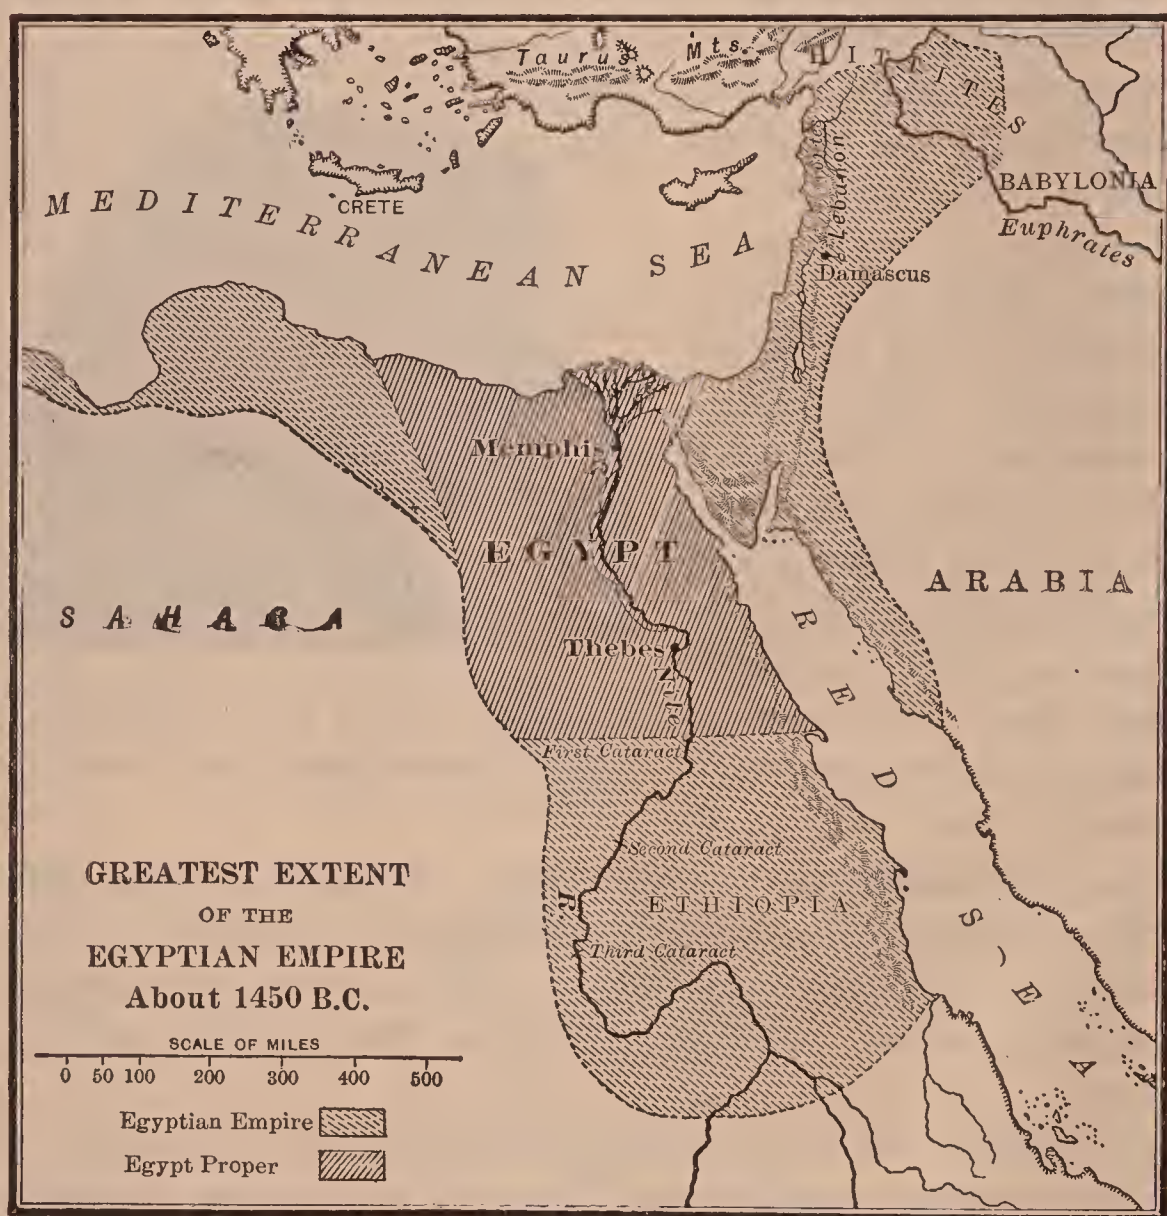 Taurus Mts.
HITTITES
MEDITERRANEAN SEA
CRETE
Lebanon
BABYLONIA
Euphrates
Damascus
Memphis
EGYPT
SAHARA
ARABIA
RED SEA
Thebes
Nile R.
First Cataract
Second Cataract
ETHIOPIA
Third Cataract
GREATEST EXTENT
OF THE
EGYPTIAN EMPIRE
About 1450 B.C.
SCALE OF MILES
0 50 100 200 300 400 500
Egyptian Empire
Egypt Proper